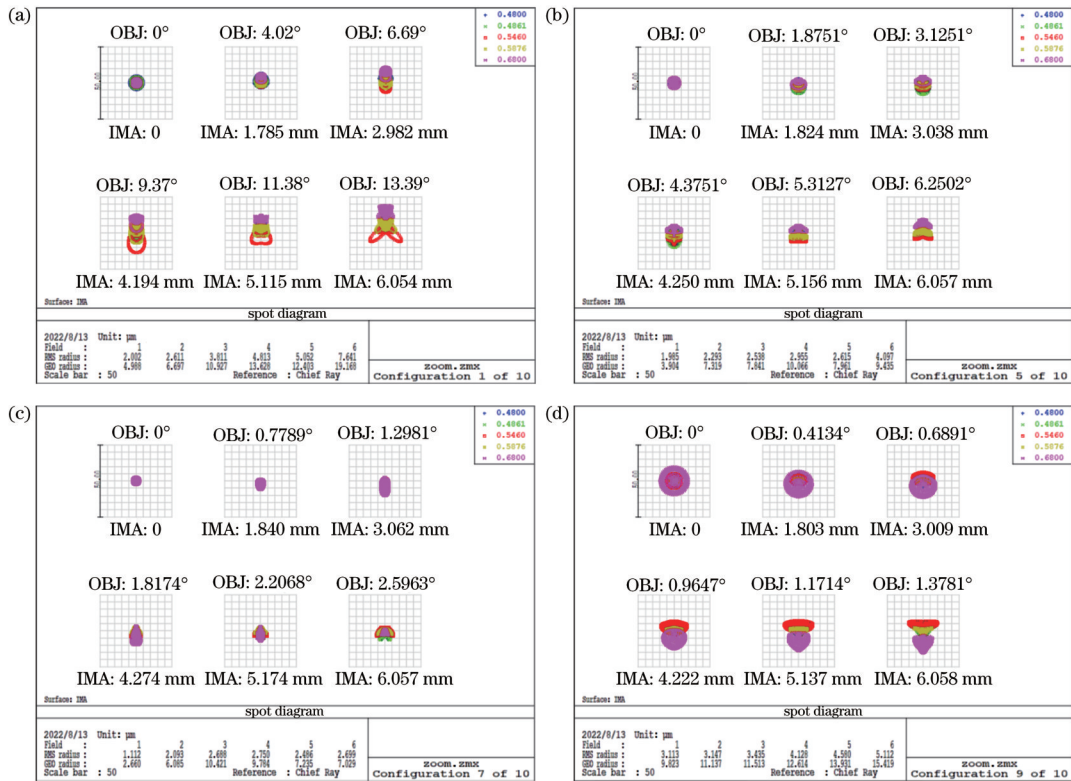 (a)
0.4800
0.4861
0.5460
0.5876
0.6800
OBJ: 0° OBJ: 4.02° OBJ: 6.69°
50.00
IMA: 0 IMA: 1.785 mm IMA: 2.982 mm
OBJ: 9.37° OBJ: 11.38° OBJ: 13.39°
IMA: 4.194 mm IMA: 5.115 mm IMA: 6.054 mm
Surface: IMA
spot diagram
2022/8/13 Unit: μm
Field : 1 2 3 4 5 6
RMS radius : 2.002 2.611 3.811 4.813 5.052 7.641
GEO radius : 4.988 6.697 10.927 13.628 12.403 19.168
Scale bar : 50 Reference : Chief Ray
zoom.zmx
Configuration 1 of 10
(b)
0.4800
0.4861
0.5460
0.5876
0.6800
OBJ: 0° OBJ: 1.8751° OBJ: 3.1251°
50.00
IMA: 0 IMA: 1.824 mm IMA: 3.038 mm
OBJ: 4.3751° OBJ: 5.3127° OBJ: 6.2502°
IMA: 4.250 mm IMA: 5.156 mm IMA: 6.057 mm
Surface: IMA
spot diagram
2022/8/13 Unit: μm
Field : 1 2 3 4 5 6
RMS radius : 1.985 2.293 2.538 2.955 2.615 4.097
GEO radius : 3.904 7.319 7.841 10.066 7.961 9.435
Scale bar : 50 Reference : Chief Ray
zoom.zmx
Configuration 5 of 10
(c)
0.4800
0.4861
0.5460
0.5876
0.6800
OBJ: 0° OBJ: 0.7789° OBJ: 1.2981°
50.00
IMA: 0 IMA: 1.840 mm IMA: 3.062 mm
OBJ: 1.8174° OBJ: 2.2068° OBJ: 2.5963°
IMA: 4.274 mm IMA: 5.174 mm IMA: 6.057 mm
Surface: IMA
spot diagram
2022/8/13 Unit: μm
Field : 1 2 3 4 5 6
RMS radius : 1.112 2.093 2.688 2.750 2.486 2.699
GEO radius : 2.660 6.085 10.421 9.784 7.235 7.029
Scale bar : 50 Reference : Chief Ray
zoom.zmx
Configuration 7 of 10
(d)
0.4800
0.4861
0.5460
0.5876
0.6800
OBJ: 0° OBJ: 0.4134° OBJ: 0.6891°
50.00
IMA: 0 IMA: 1.803 mm IMA: 3.009 mm
OBJ: 0.9647° OBJ: 1.1714° OBJ: 1.3781°
IMA: 4.222 mm IMA: 5.137 mm IMA: 6.058 mm
Surface: IMA
spot diagram
2022/8/13 Unit: μm
Field : 1 2 3 4 5 6
RMS radius : 3.113 3.147 3.435 4.128 4.580 5.112
GEO radius : 9.823 11.137 11.513 12.614 13.931 15.419
Scale bar : 50 Reference : Chief Ray
zoom.zmx
Configuration 9 of 10